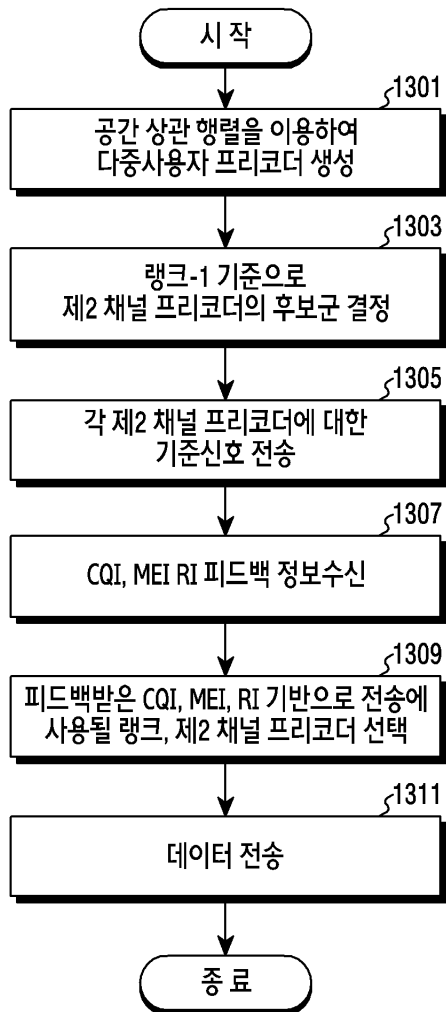 시 작
1301
공간 상관 행렬을 이용하여
다중사용자 프리코더 생성
1303
랭크-1 기준으로
제2 채널 프리코더의 후보군 결정
1305
각 제2 채널 프리코더에 대한
기준신호 전송
1307
CQI, MEI RI 피드백 정보수신
1309
피드백받은 CQI, MEI, RI 기반으로 전송에
사용될 랭크, 제2 채널 프리코더 선택
1311
데이터 전송
종 료